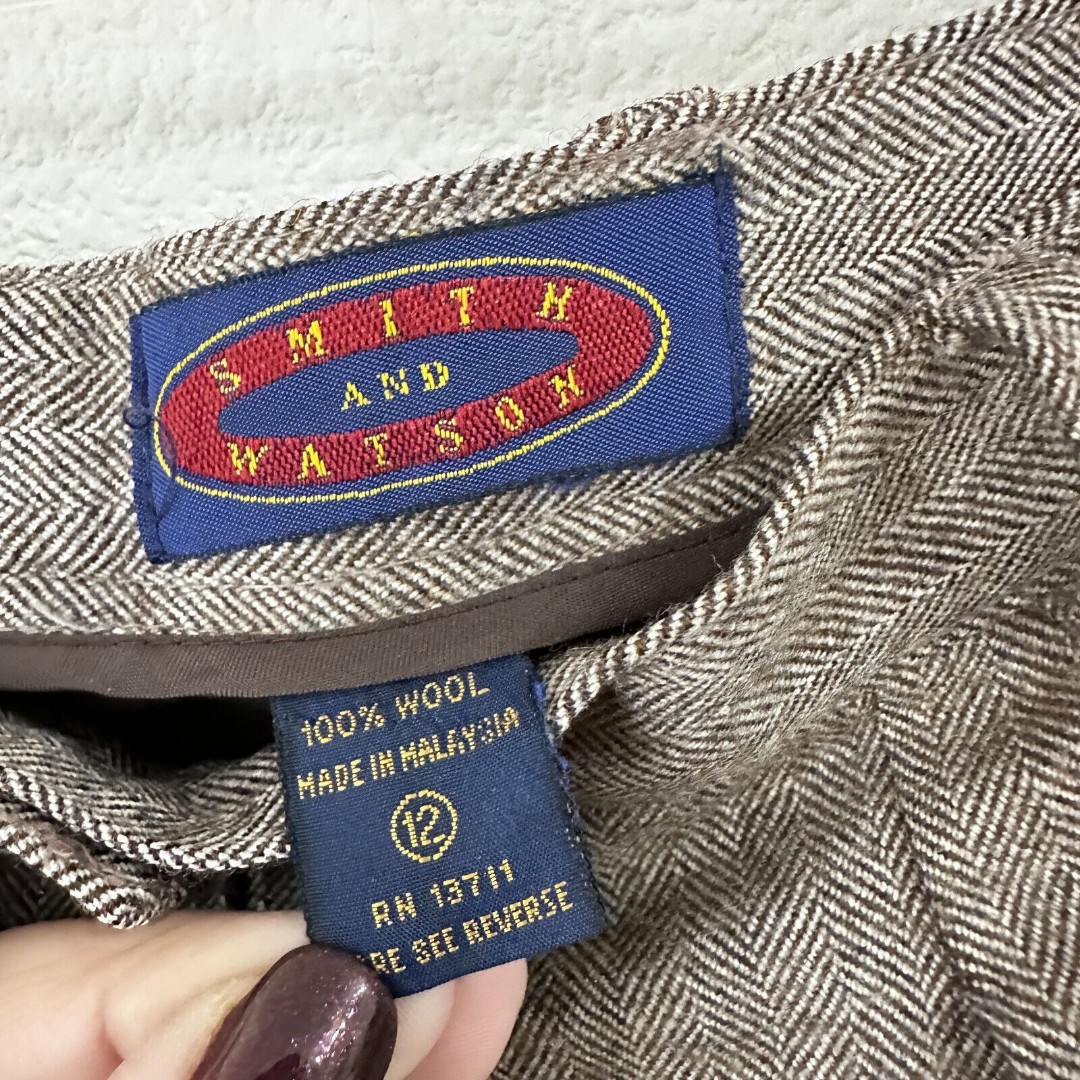 SMITH
AND
WATSON
100% WOOL
MADE IN MALAYSIA
12
RN 13711
SEE REVERSE